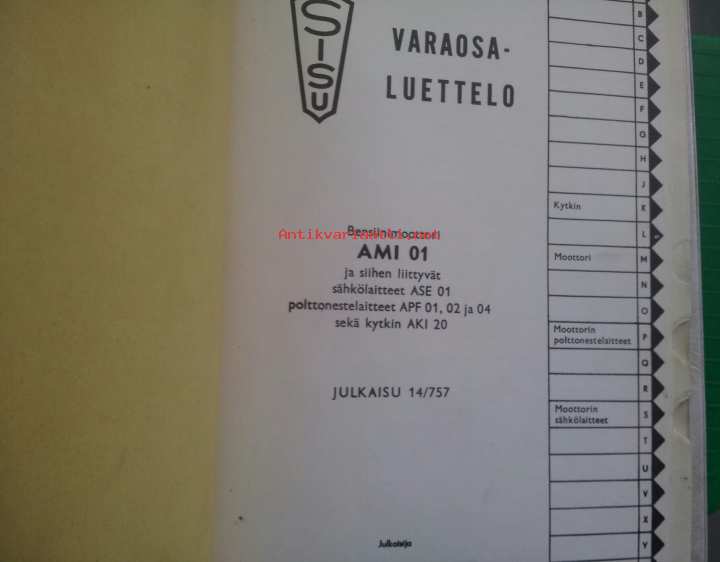 SISU
VARAOSA-
LUETTELO
Bensiinimoottori
Antikvariaatti.net
AMI 01
ja siihen liittyvät
sähkölaitteet ASE 01
polttonestelaitteet APF 01, 02 ja 04
sekä kytkin AKI 20
JULKAISU 14/757
Julkaisija
B
C
D
E
F
G
H
J
Kytkin K
L
Moottori M
N
O
Moottorin
polttonestelaitteet P
Q
R
Moottorin
sähkölaitteet S
T
U
V
X
Y